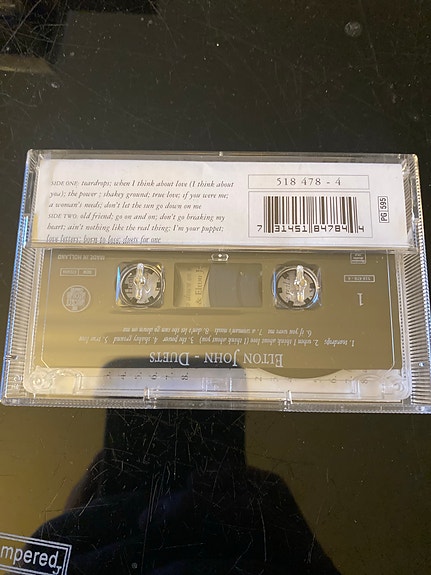 SIDE ONE: teardrops; when I think about love (I think about
you); the power ; shakey ground; true love; if you were me;
a woman's needs; don't let the sun go down on me
SIDE TWO: old friend; go on and on; don't go breaking my
heart; ain't nothing like the real thing; I'm your puppet;
love letters; born to lose; duets for one
518 478 - 4
7 31451 84784 4
PG 595
MADE IN HOLLAND
1
6. if you were me 7. a woman's needs 8. don't let the sun go down on me
1. teardrops 2. when I think about love (I think about you) 3. the power 4. shakey ground 5. true love
ELTON JOHN - DUETS
mpered